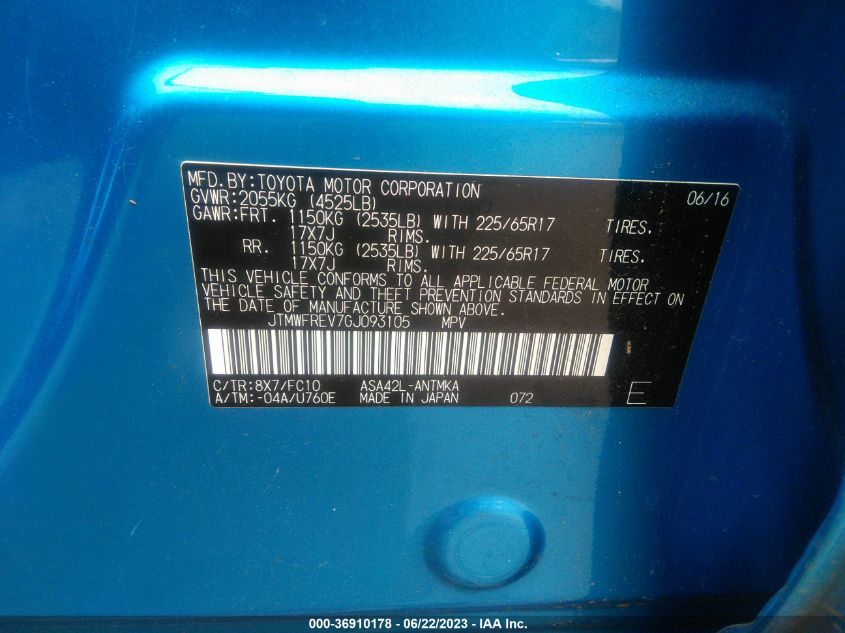 MFD.BY:TOYOTA MOTOR CORPORATION 06/16
GVWR:2055KG (4525LB)
GAWR:FRT. 1150KG (2535LB) WITH 225/65R17 TIRES.
17X7J RIMS.
RR. 1150KG (2535LB) WITH 225/65R17 TIRES.
17X7J RIMS.
THIS VEHICLE CONFORMS TO ALL APPLICABLE FEDERAL MOTOR
VEHICLE SAFETY AND THEFT PREVENTION STANDARDS IN EFFECT ON
THE DATE OF MANUFACTURE SHOWN ABOVE.
JTMWFREV7GJ093105 MPV
C/TR:8X7/FC10 ASA42L-ANTMKA
A/TM:-04A/U760E MADE IN JAPAN 072 E
000-36910178 - 06/22/2023 - IAA Inc.